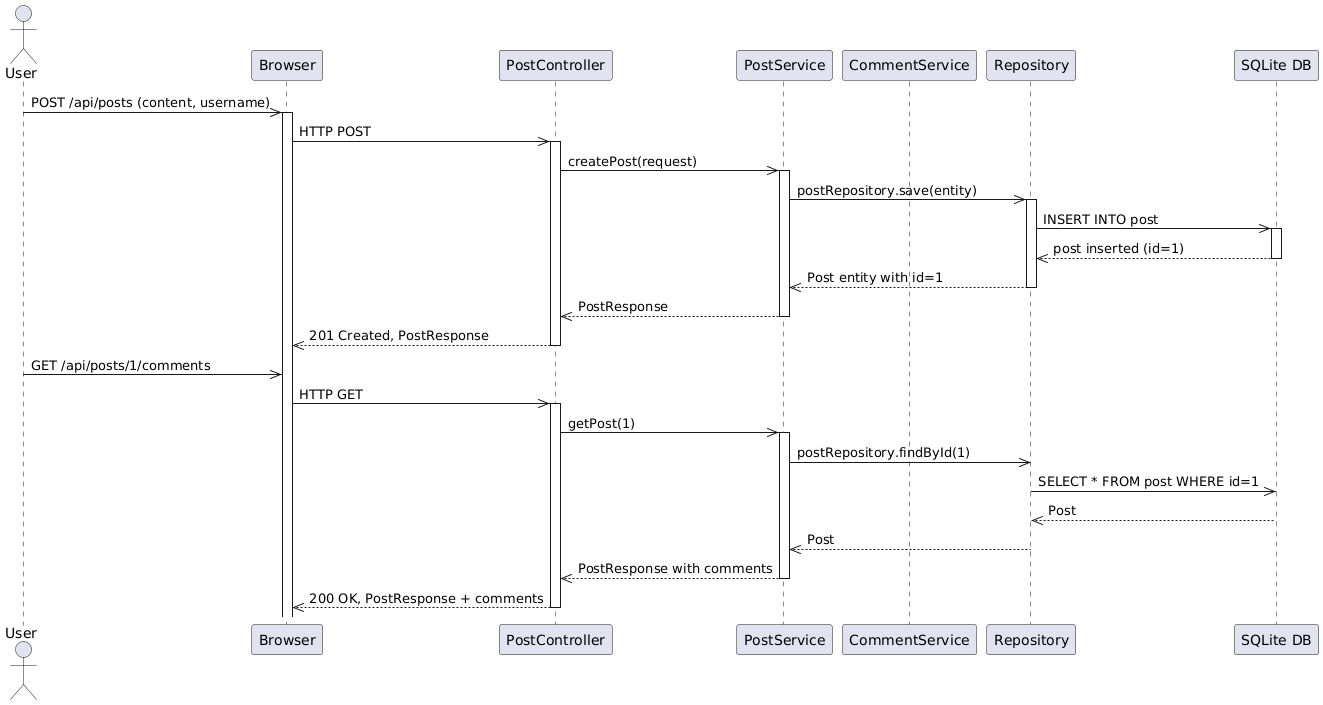 User
Browser
PostController
PostService
CommentService
Repository
SQLite DB
POST /api/posts (content, username)
HTTP POST
createPost(request)
postRepository.save(entity)
INSERT INTO post
post inserted (id=1)
Post entity with id=1
PostResponse
201 Created, PostResponse
GET /api/posts/1/comments
HTTP GET
getPost(1)
postRepository.findById(1)
SELECT * FROM post WHERE id=1
Post
Post
PostResponse with comments
200 OK, PostResponse + comments
User
Browser
PostController
PostService
CommentService
Repository
SQLite DB